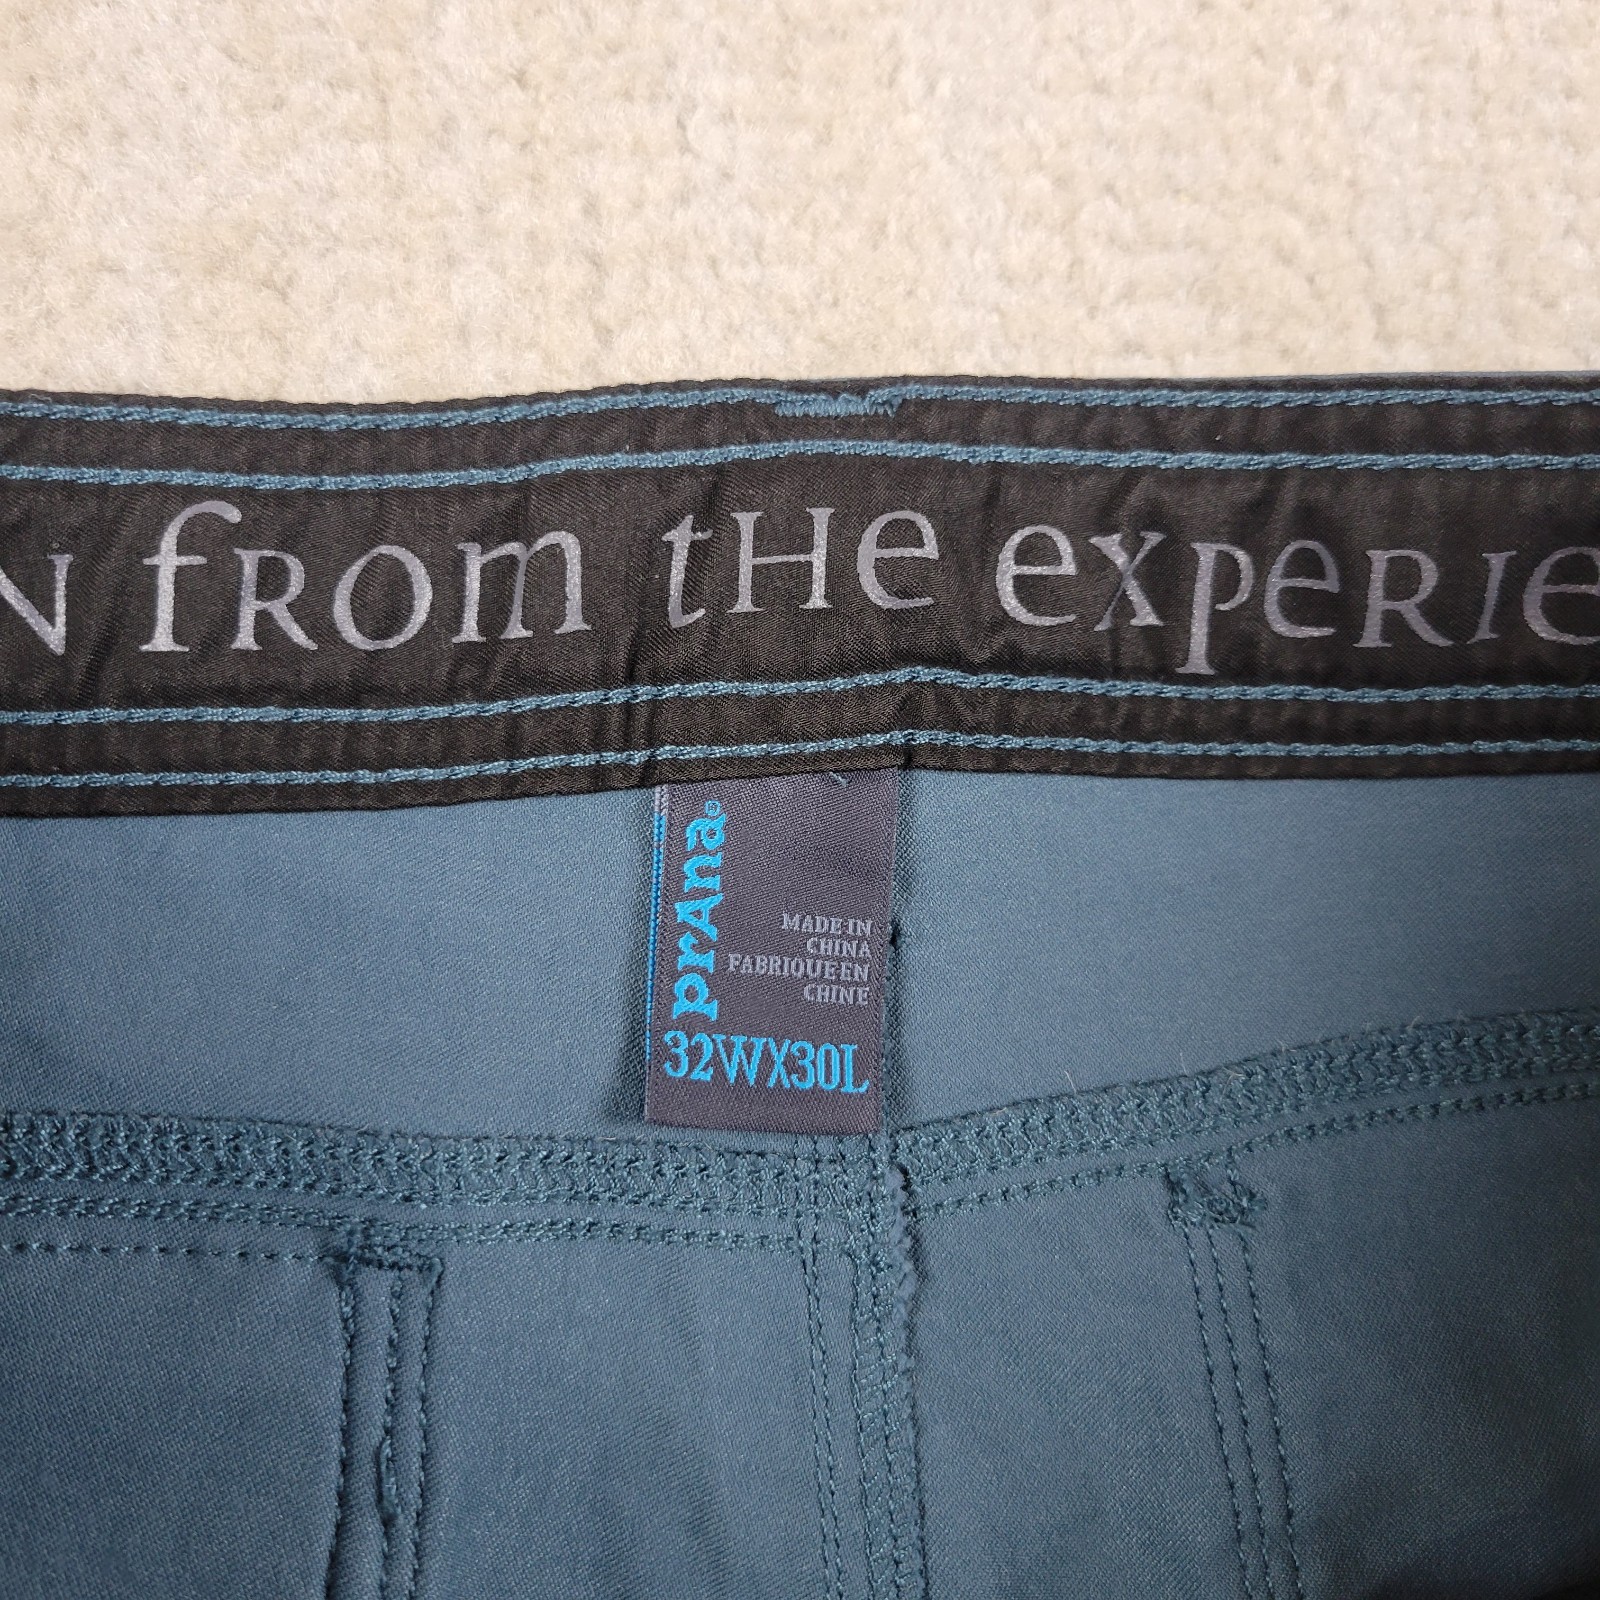 N fROm tHe exPeRIe
prAna®
MADE IN
CHINA
FABRIQUE EN
CHINE
32WX30L